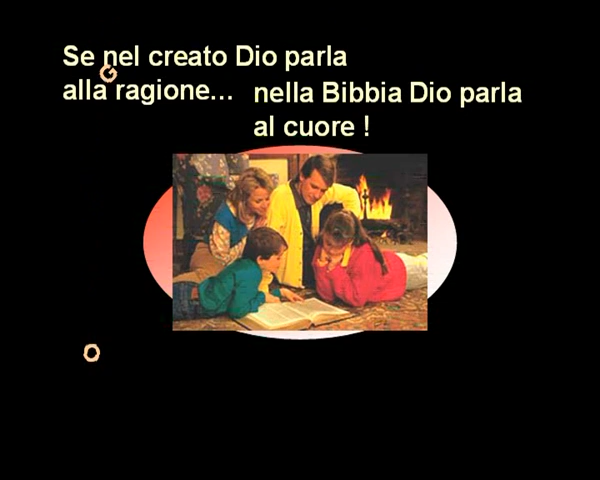 Se nel creato Dio parla
alla ragione...
nella Bibbia Dio parla
al cuore !
G
O